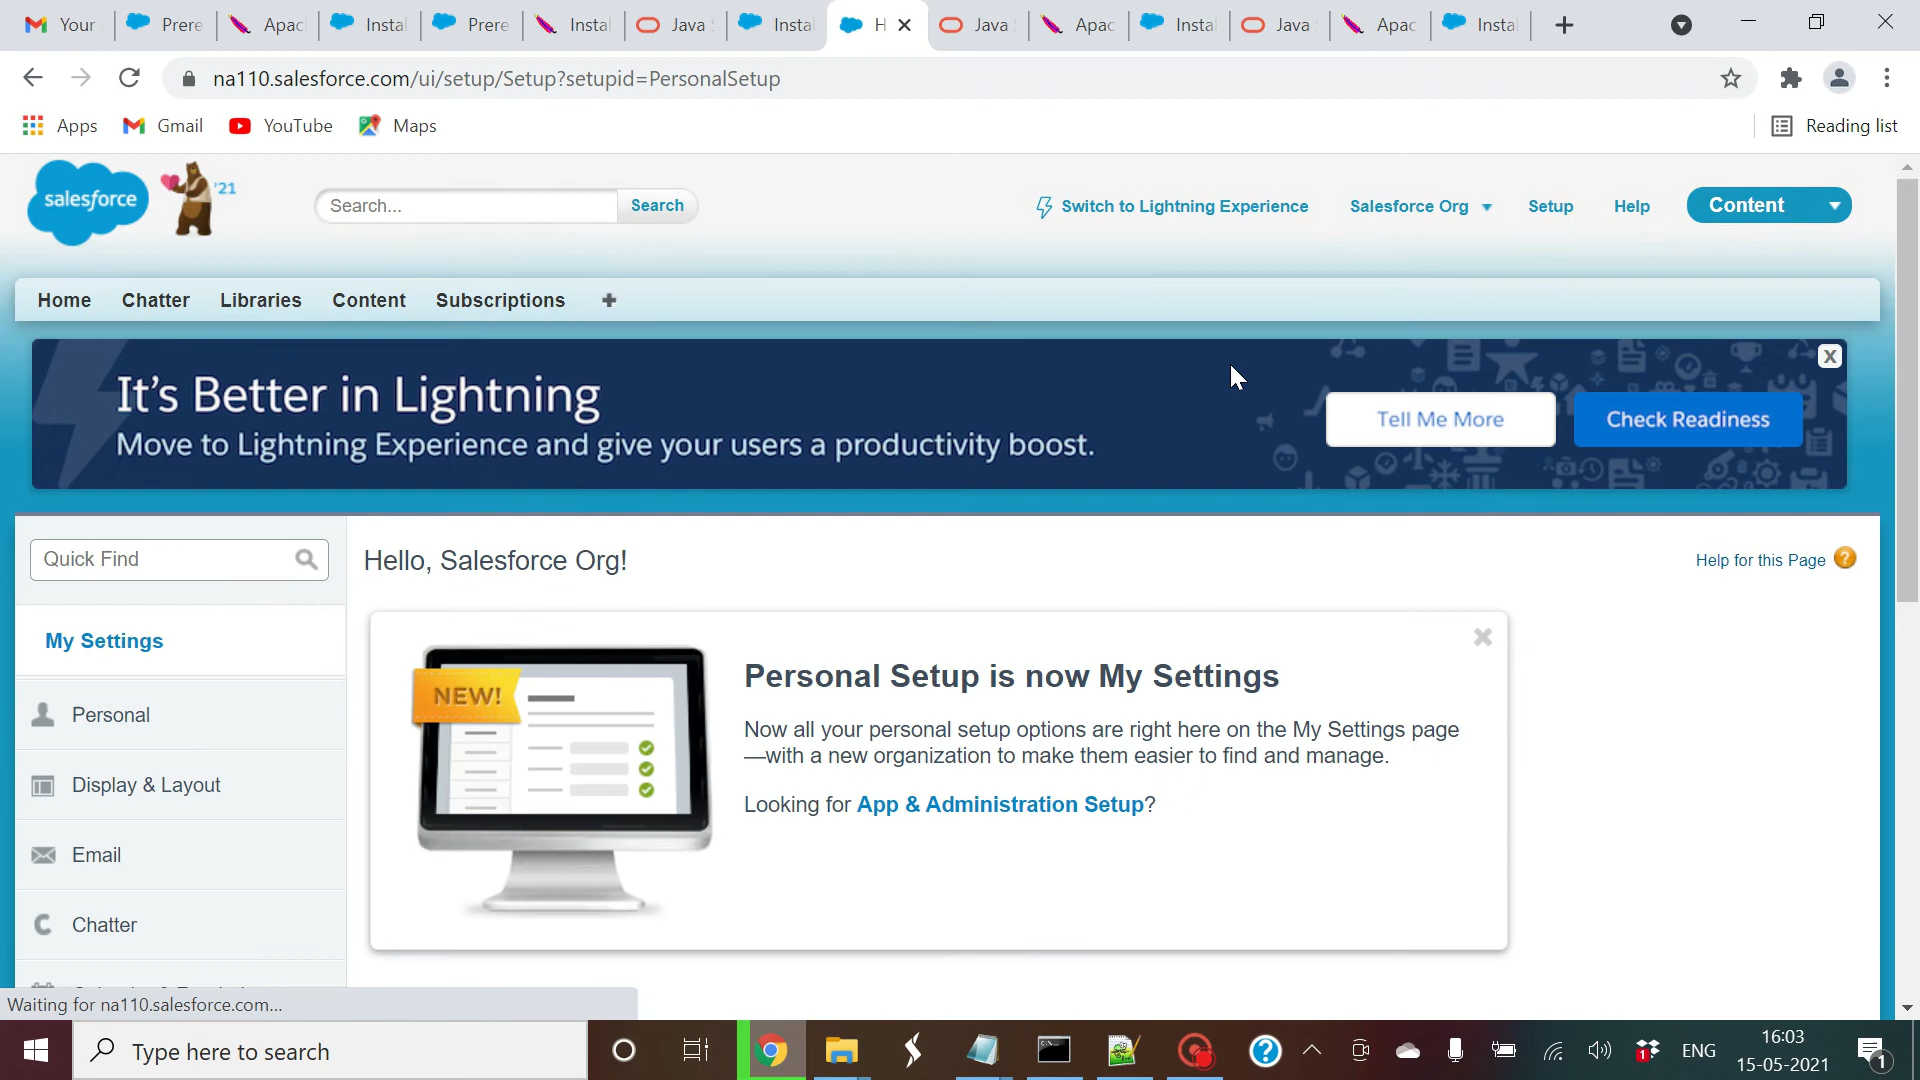 Your
Prere
Apac
Instal
Prere
Instal
Java
Instal
H
Java
Apac
Instal
Java
Apac
Instal
na110.salesforce.com/ui/setup/Setup?setupid=PersonalSetup
Apps
Gmail
YouTube
Maps
Reading list
salesforce
'21
Search...
Search
Switch to Lightning Experience
Salesforce Org
Setup
Help
Content
Home
Chatter
Libraries
Content
Subscriptions
It's Better in Lightning
Move to Lightning Experience and give your users a productivity boost.
Tell Me More
Check Readiness
X
Quick Find
Hello, Salesforce Org!
Help for this Page
My Settings
NEW!
Personal Setup is now My Settings
Now all your personal setup options are right here on the My Settings page
—with a new organization to make them easier to find and manage.
Looking for App & Administration Setup?
Personal
Display & Layout
Email
Chatter
Waiting for na110.salesforce.com...
Type here to search
1
ENG
16:03
15-05-2021
1